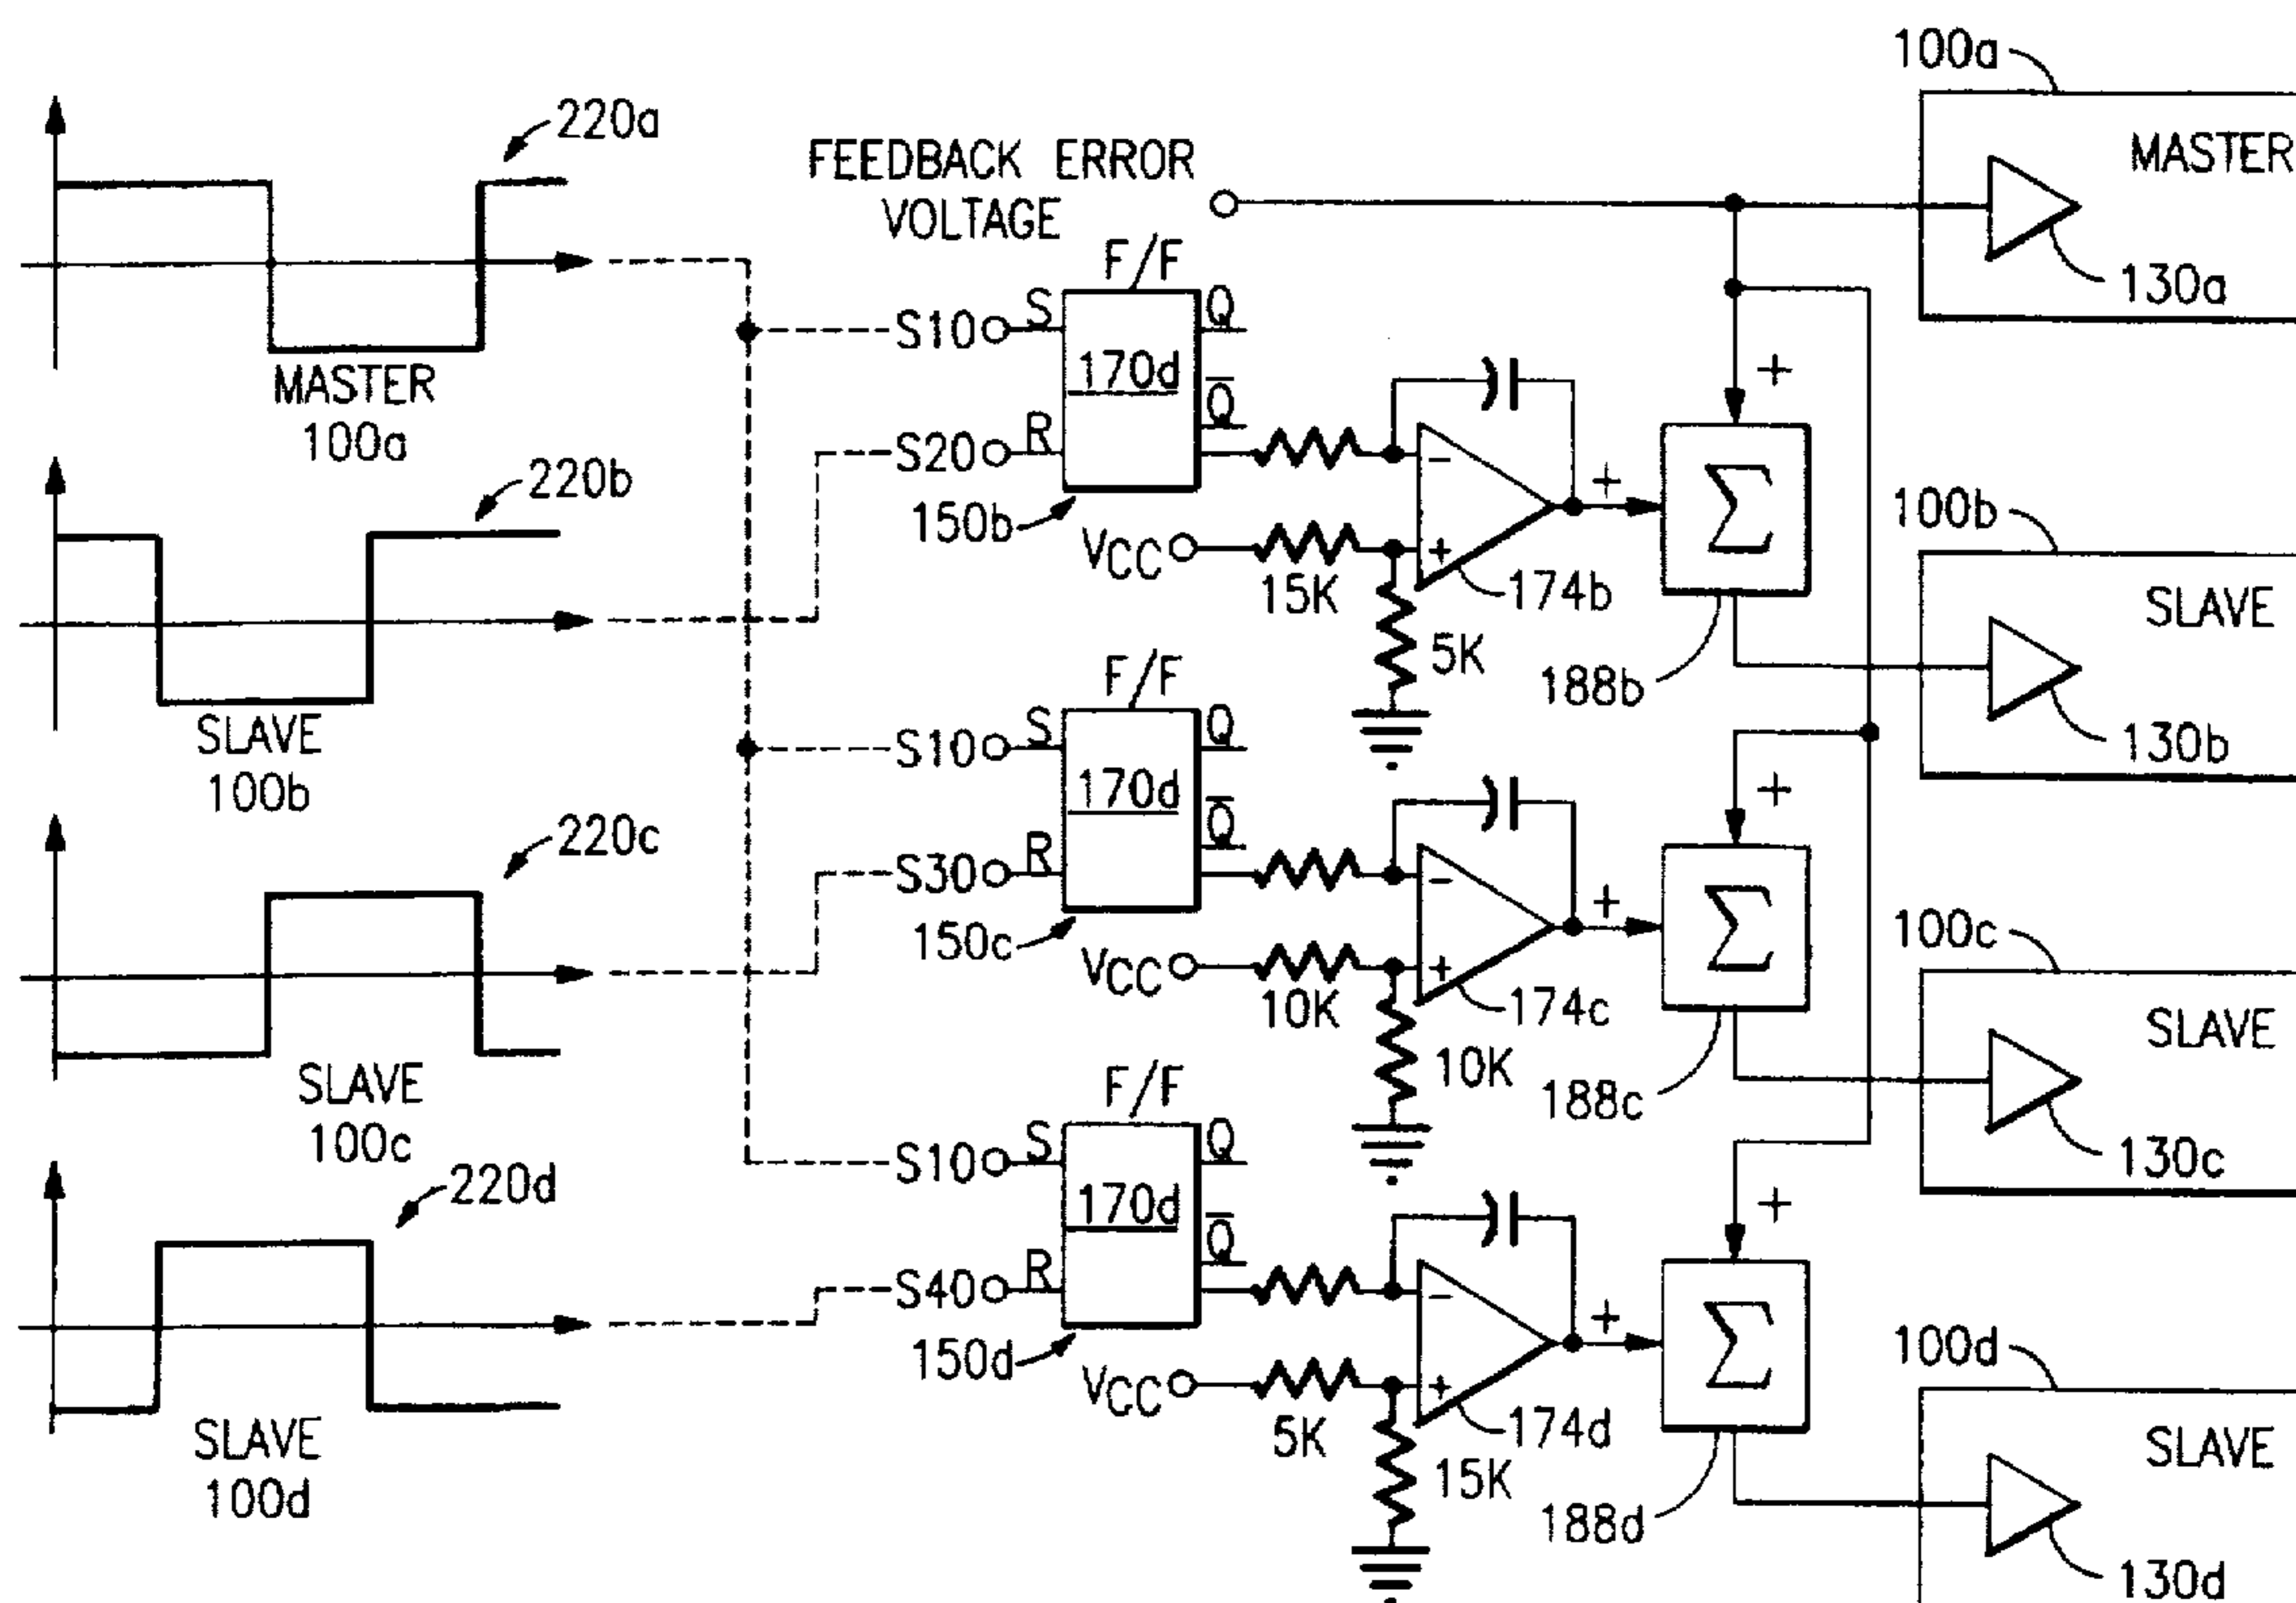 220a
MASTER
100a
220b
SLAVE
100b
220c
SLAVE
100c
220d
SLAVE
100d
FEEDBACK ERROR
VOLTAGE
F/F
S10
S
Q
170d
Q̅
S20
R
150b
VCC
15K
5K
-
+
174b
+
+
Σ
188b
F/F
S10
S
Q
170d
Q̅
S30
R
150c
VCC
10K
10K
-
+
174c
+
+
Σ
188c
F/F
S10
S
Q
170d
Q̅
S40
R
150d
VCC
5K
15K
-
+
174d
+
+
Σ
188d
100a
MASTER
130a
100b
SLAVE
130b
100c
SLAVE
130c
100d
SLAVE
130d